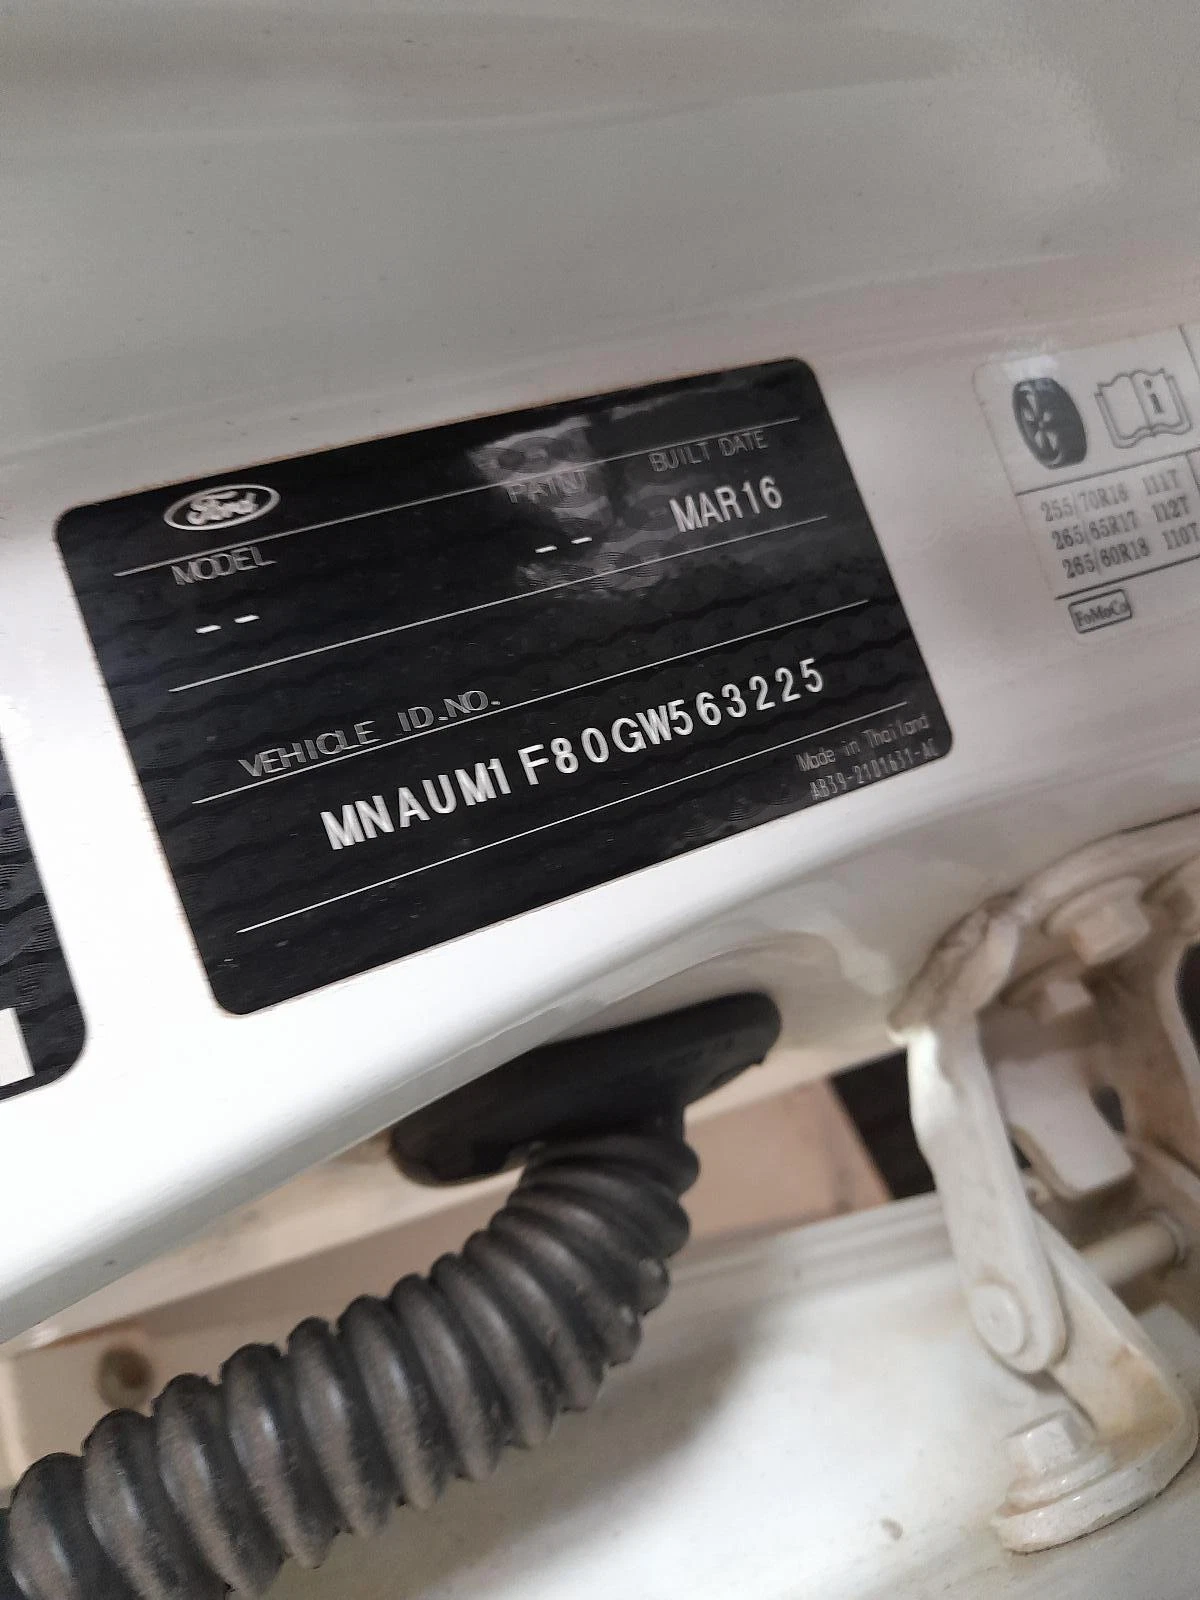 Ford
MODEL
PAINT
BUILT DATE
--
--
MAR16
VEHICLE ID.NO.
MNAUM1F80GW563225
Made in Thailand
AB39-2101631-AC
255/70R16 111T
265/65R17 112T
265/60R18 110T
FoMoCo